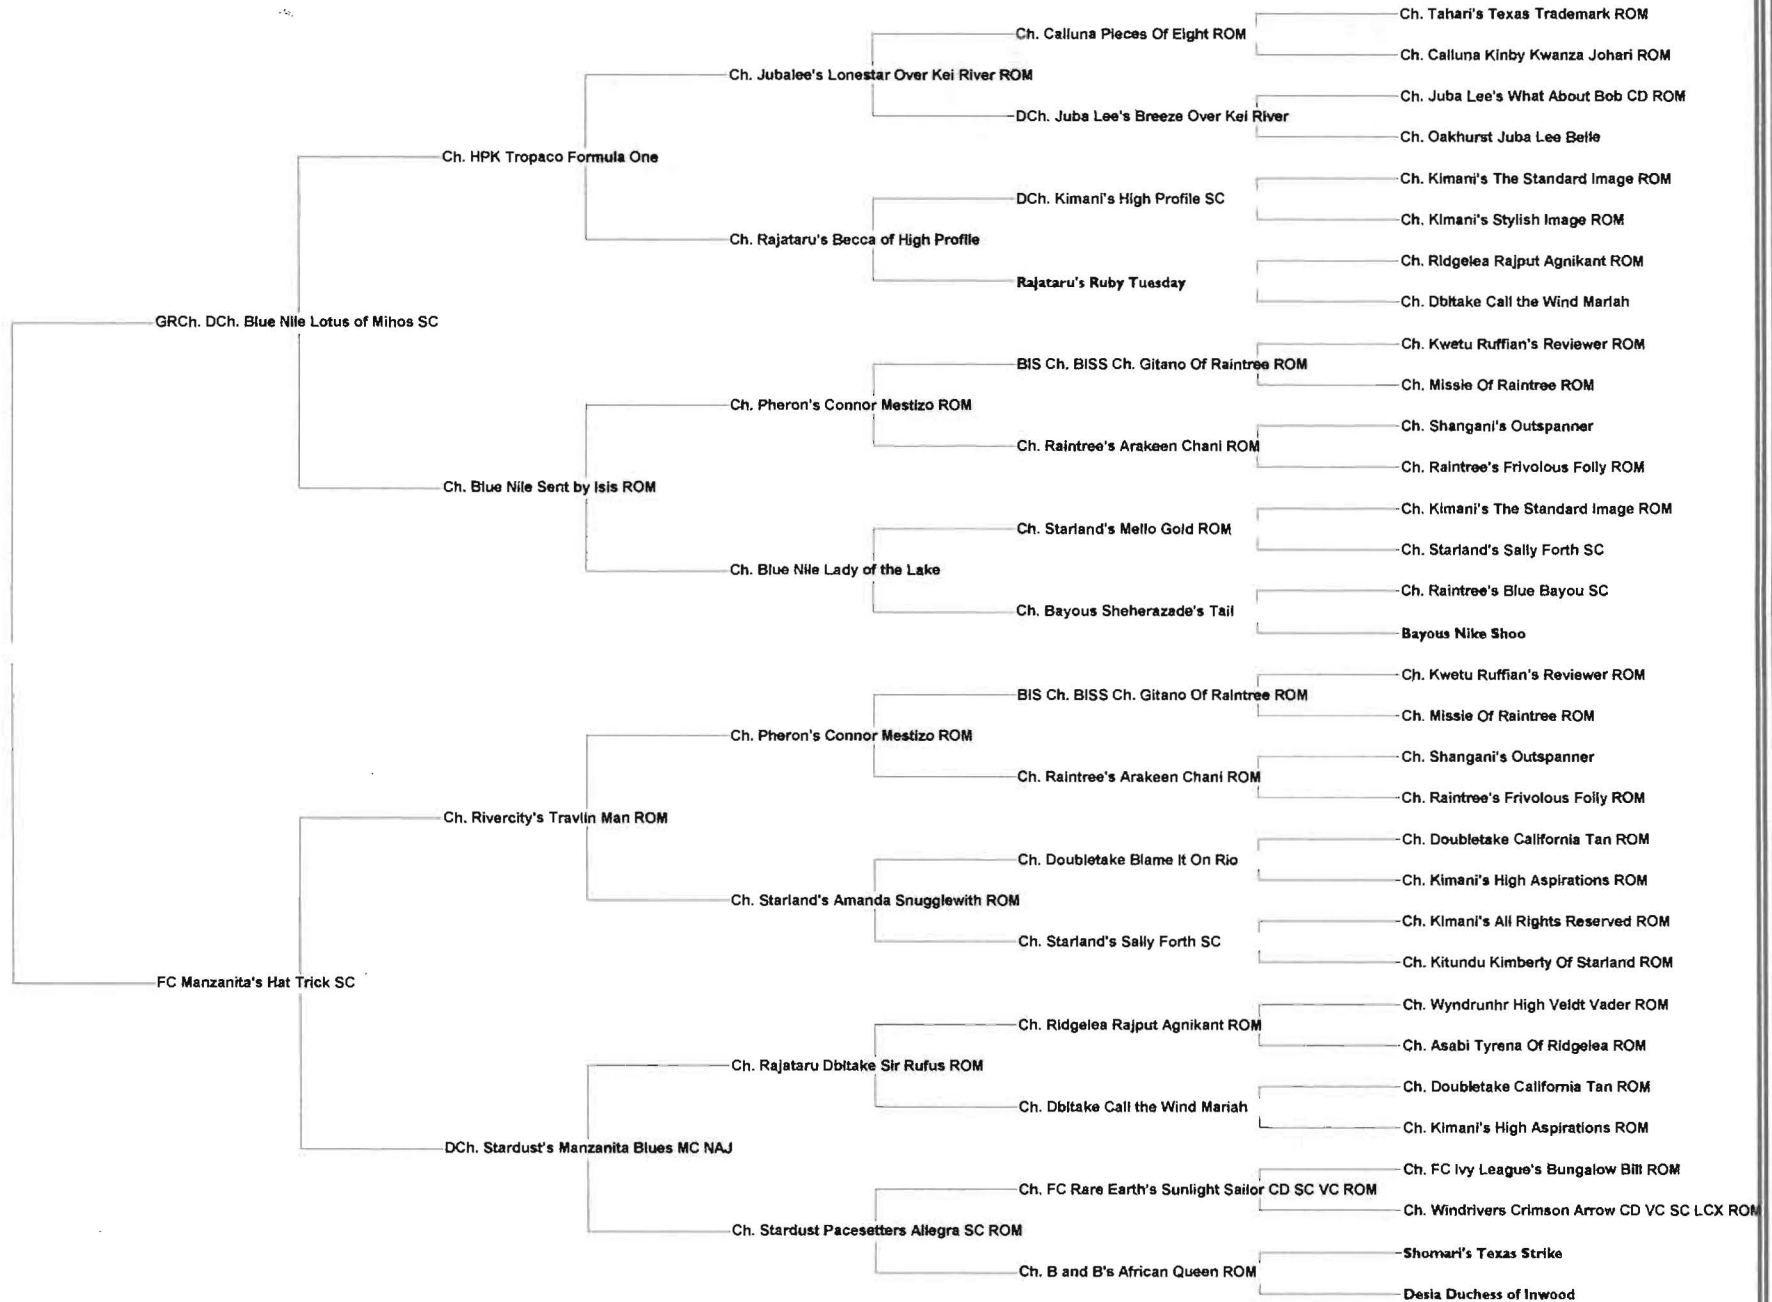 Ch. Tahari's Texas Trademark ROM
Ch. Calluna Pieces Of Eight ROM
Ch. Calluna Kinby Kwanza Johari ROM
Ch. Jubalee's Lonestar Over Kei River ROM
Ch. Juba Lee's What About Bob CD ROM
DCh. Juba Lee's Breeze Over Kei River
Ch. Oakhurst Juba Lee Belle
Ch. HPK Tropaco Formula One
Ch. Kimani's The Standard Image ROM
DCh. Kimani's High Profile SC
Ch. Kimani's Stylish Image ROM
Ch. Rajataru's Becca of High Profile
Ch. Ridgelea Rajput Agnikant ROM
Rajataru's Ruby Tuesday
Ch. Dbltake Call the Wind Mariah
GRCh. DCh. Blue Nile Lotus of Mihos SC
Ch. Kwetu Ruffian's Reviewer ROM
BIS Ch. BISS Ch. Gitano Of Raintree ROM
Ch. Missie Of Raintree ROM
Ch. Pheron's Connor Mestizo ROM
Ch. Shangani's Outspanner
Ch. Raintree's Arakeen Chani ROM
Ch. Raintree's Frivolous Folly ROM
Ch. Blue Nile Sent by Isis ROM
Ch. Kimani's The Standard Image ROM
Ch. Starland's Mello Gold ROM
Ch. Starland's Sally Forth SC
Ch. Blue Nile Lady of the Lake
Ch. Raintree's Blue Bayou SC
Ch. Bayous Sheherazade's Tail
Bayous Nike Shoo
Ch. Kwetu Ruffian's Reviewer ROM
BIS Ch. BISS Ch. Gitano Of Raintree ROM
Ch. Missie Of Raintree ROM
Ch. Pheron's Connor Mestizo ROM
Ch. Shangani's Outspanner
Ch. Raintree's Arakeen Chani ROM
Ch. Raintree's Frivolous Folly ROM
Ch. Rivercity's Travlin Man ROM
Ch. Doubletake California Tan ROM
Ch. Doubletake Blame It On Rio
Ch. Kimani's High Aspirations ROM
Ch. Starland's Amanda Snugglewith ROM
Ch. Kimani's All Rights Reserved ROM
Ch. Starland's Sally Forth SC
Ch. Kitundu Kimberly Of Starland ROM
FC Manzanita's Hat Trick SC
Ch. Wyndrunhr High Veldt Vader ROM
Ch. Ridgelea Rajput Agnikant ROM
Ch. Asabi Tyrena Of Ridgelea ROM
Ch. Rajataru Dbltake Sir Rufus ROM
Ch. Doubletake California Tan ROM
Ch. Dbltake Call the Wind Mariah
Ch. Kimani's High Aspirations ROM
DCh. Stardust's Manzanita Blues MC NAJ
Ch. FC Ivy League's Bungalow Bill ROM
Ch. FC Rare Earth's Sunlight Sailor CD SC VC ROM
Ch. Windrivers Crimson Arrow CD VC SC LCX ROM
Ch. Stardust Pacesetters Allegra SC ROM
Shomari's Texas Strike
Ch. B and B's African Queen ROM
Desia Duchess of Inwood